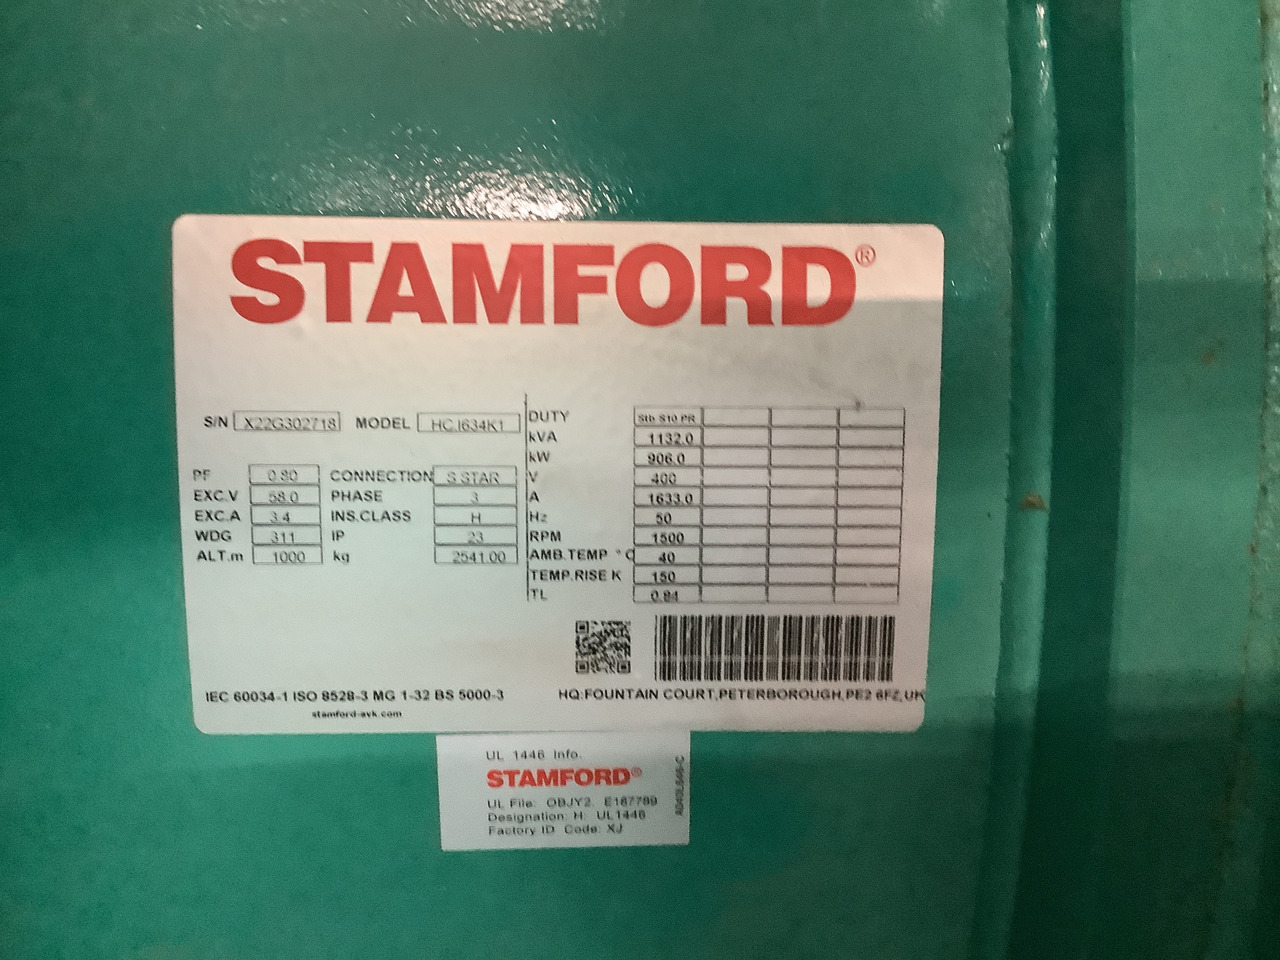 STAMFORD®
S/N X22G302718 MODEL HCI634K1
PF 0.80 CONNECTION S STAR
EXC.V 58.0 PHASE 3
EXC.A 3.4 INS.CLASS H
WDG 311 IP 23
ALT.m 1000 kg 2541.00
DUTY Stb S10 PR
kVA 1132.0
kW 906.0
V 400
A 1633.0
Hz 50
RPM 1500
AMB.TEMP °C 40
TEMP.RISE K 150
TL 0.84
IEC 60034-1 ISO 8528-3 MG 1-32 BS 5000-3
HQ:FOUNTAIN COURT,PETERBOROUGH,PE2 6FZ,UK
stamford-avk.com
UL 1446 Info.
STAMFORD®
UL File: OBJY2. E187789
Designation: H: UL1446
Factory ID Code: XJ